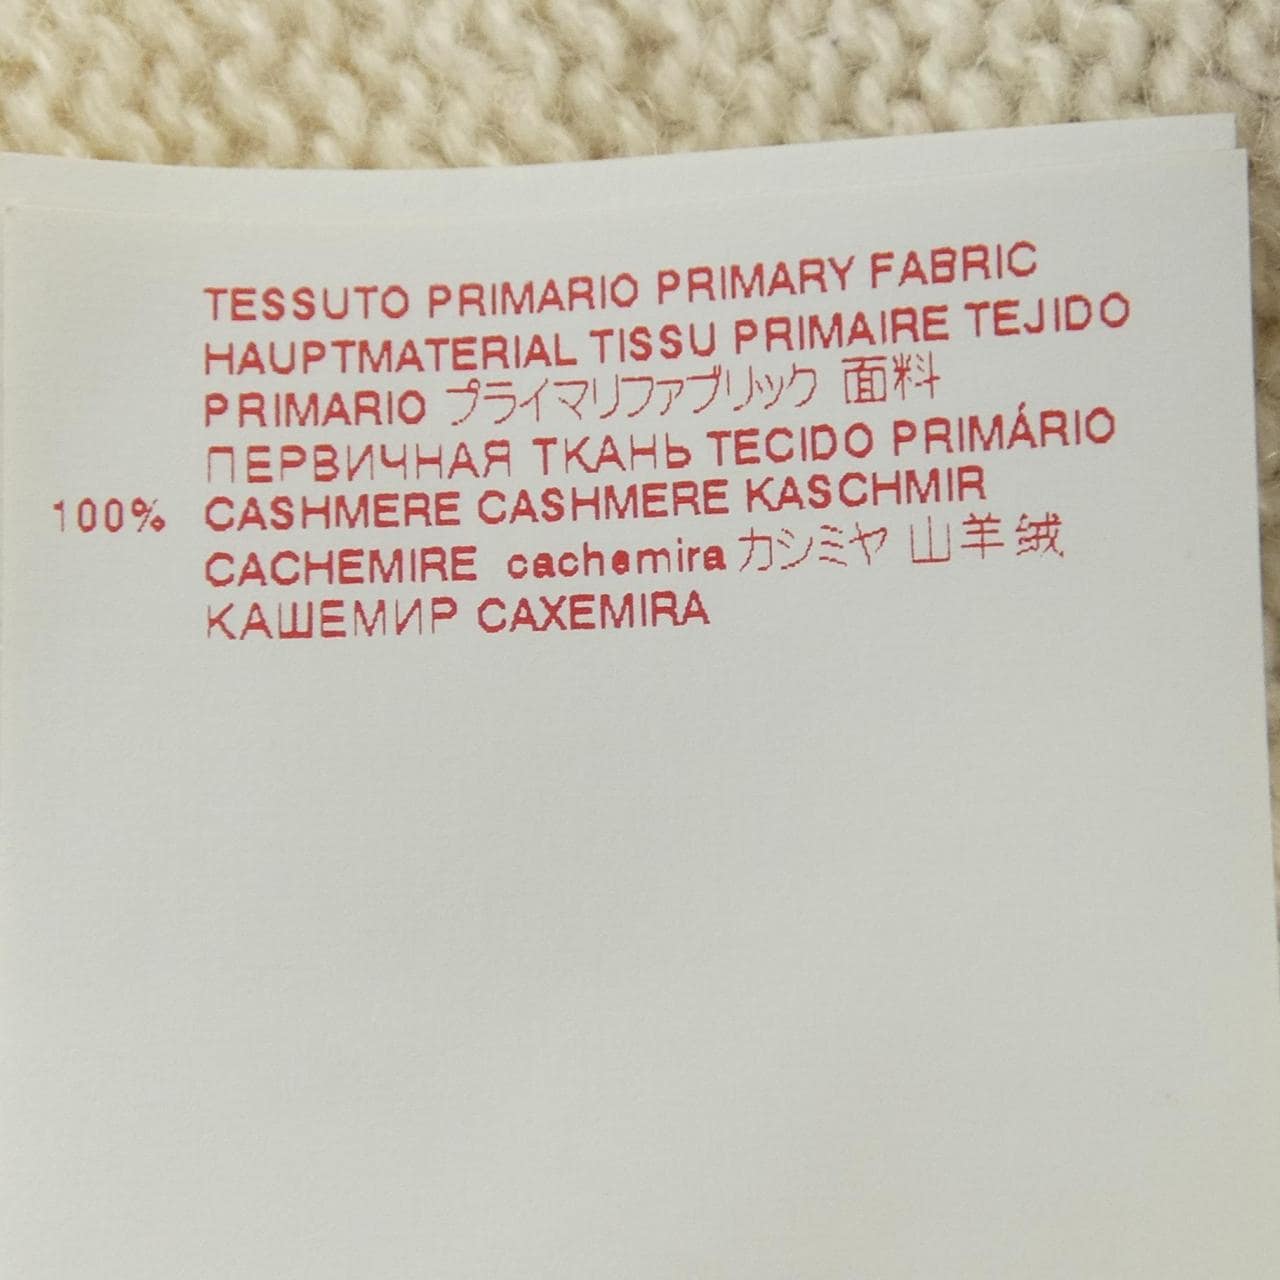 TESSUTO PRIMARIO PRIMARY FABRIC
HAUPTMATERIAL TISSU PRIMAIRE TEJIDO
PRIMARIO プライマリファブリック 面料
ПЕРВИЧНАЯ ТКАНЬ TECIDO PRIMÁRIO
100% CASHMERE CASHMERE KASCHMIR
CACHEMIRE cachemira カシミヤ 山羊绒
КАШЕМИР CAXEMIRA